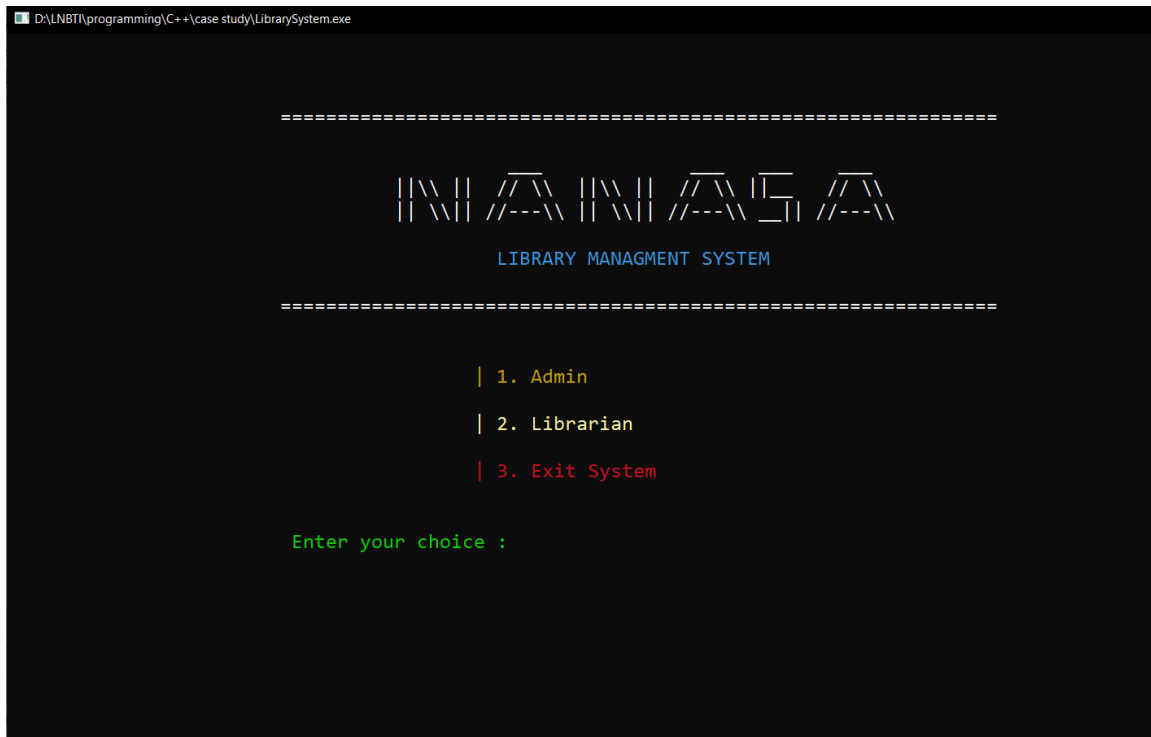 D:\LNBTI\programming\C++\case study\LibrarySystem.exe
===============================================================
NANASA
LIBRARY MANAGMENT SYSTEM
===============================================================
| 1. Admin
| 2. Librarian
| 3. Exit System
Enter your choice :